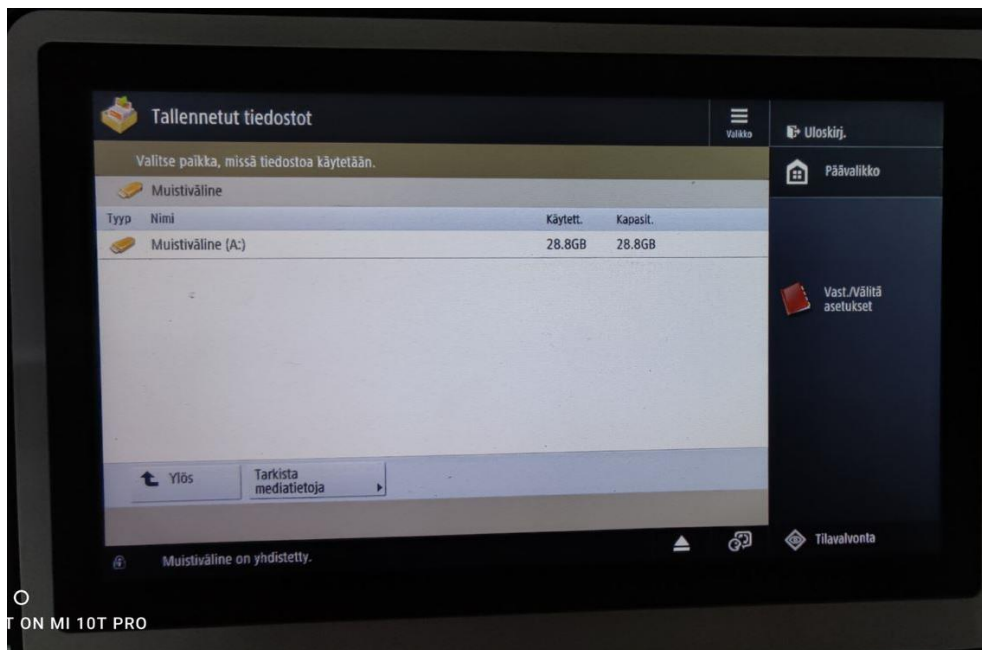 Tallennetut tiedostot
Valikko
Uloskirj.
Valitse paikka, missä tiedostoa käytetään.
Päävalikko
Muistiväline
Tyyp Nimi Käytett. Kapasit.
Muistiväline (A:) 28.8GB 28.8GB
Vast./Välitä
asetukset
Ylös
Tarkista
mediatietoja
Tilavalvonta
Muistiväline on yhdistetty.
T ON MI 10T PRO